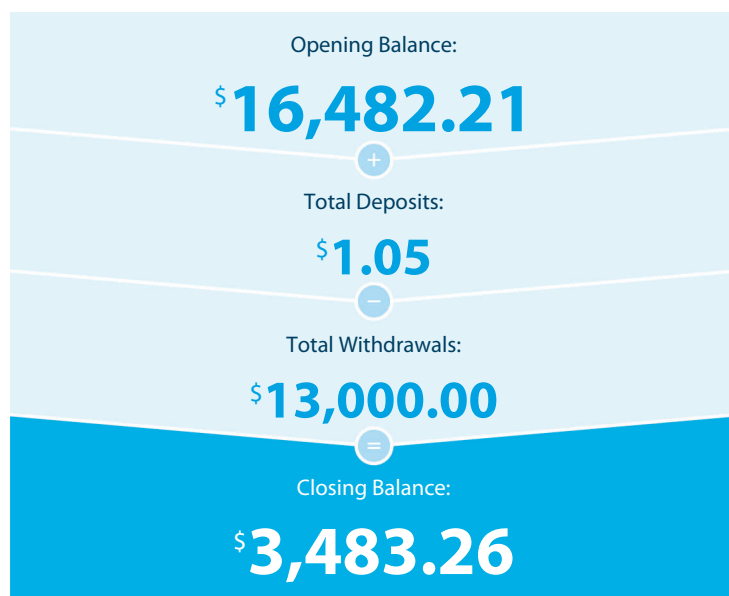 Opening Balance:
$16,482.21
+
Total Deposits:
$1.05
−
Total Withdrawals:
$13,000.00
=
Closing Balance:
$3,483.26